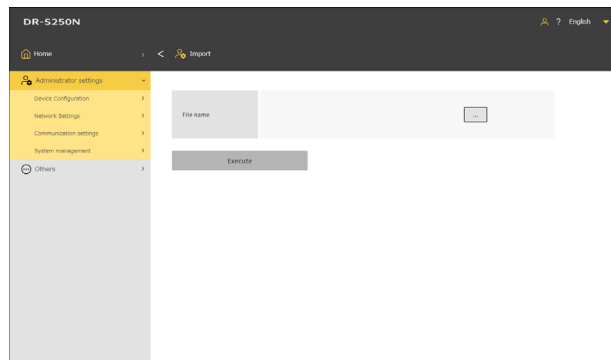 DR-S250N
? English
Home
< Import
Administrator settings
Device Configuration
Network Settings
Communication settings
System management
Others
File name
...
Execute